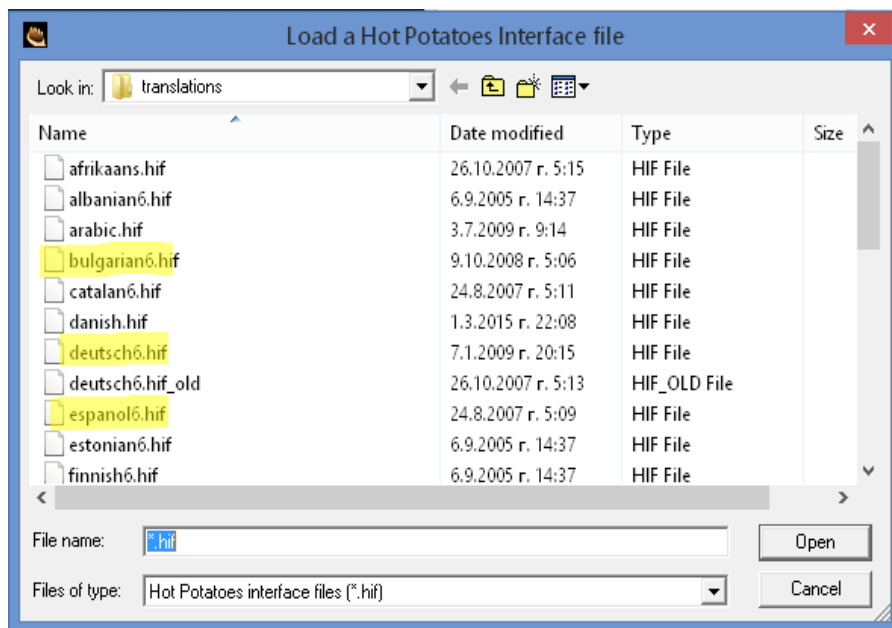 Load a Hot Potatoes Interface file
Look in: translations
Name Date modified Type Size
afrikaans.hif 26.10.2007 г. 5:15 HIF File
albanian6.hif 6.9.2005 г. 14:37 HIF File
arabic.hif 3.7.2009 г. 9:14 HIF File
bulgarian6.hif 9.10.2008 г. 5:06 HIF File
catalan6.hif 24.8.2007 г. 5:11 HIF File
danish.hif 1.3.2015 г. 22:08 HIF File
deutsch6.hif 7.1.2009 г. 20:15 HIF File
deutsch6.hif_old 26.10.2007 г. 5:13 HIF_OLD File
espanol6.hif 24.8.2007 г. 5:09 HIF File
estonian6.hif 6.9.2005 г. 14:37 HIF File
finnish6.hif 6.9.2005 г. 14:37 HIF File
File name: *.hif Open
Files of type: Hot Potatoes interface files (*.hif) Cancel